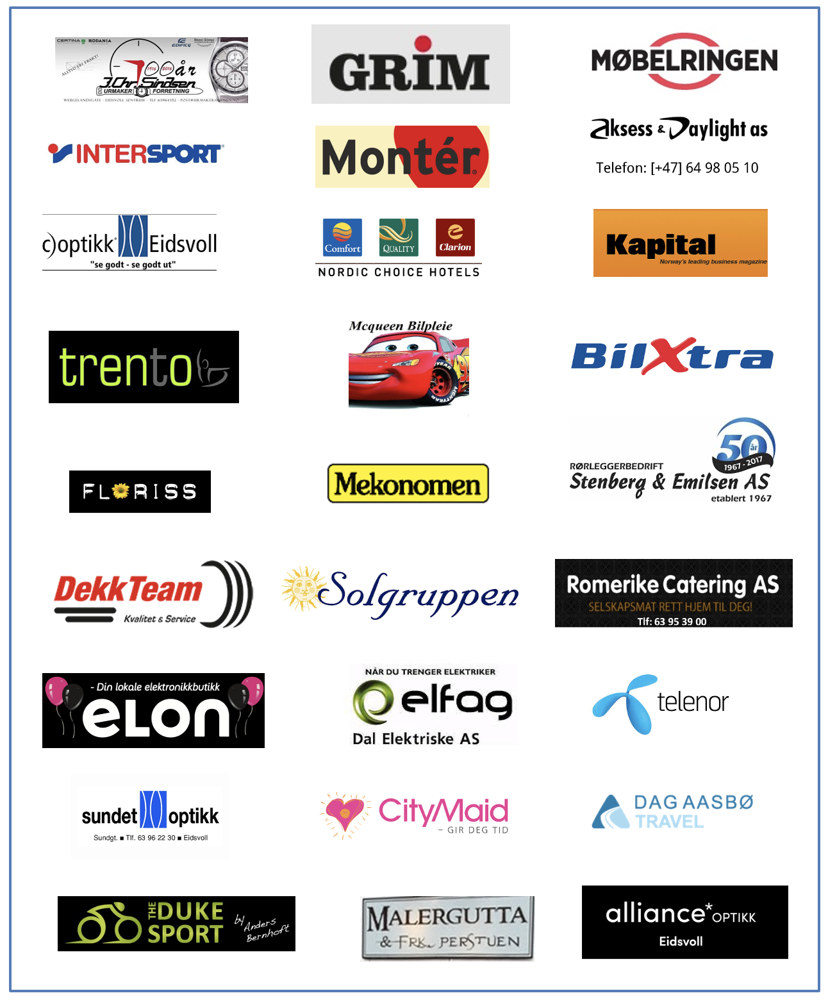 CERTINA RODANIA EDIFICE BRUNO SÖHNLE
ALLTID FRI FRAKT!
1916 2016
100 år
J.Chr. Sindsen
URMAKER FORRETNING
WERGELANDSGATE - EIDSVOLL SENTRUM - TLF 63964352 - POST@URMAKERSINDSEN.NO
GRIM
MØBELRINGEN
INTERSPORT®
Montér®
Aksess & Daylight as
Telefon: [+47] 64 98 05 10
c)optikk® Eidsvoll
"se godt - se godt ut"
Comfort QUALITY Clarion
NORDIC CHOICE HOTELS
Kapital
Norway's leading business magazine
trento
Mcqueen Bilpleie
LIGHTYEAR
BilXtra
FLORISS
Mekonomen
50 år
1967 - 2017
RØRLEGGERBEDRIFT
Stenberg & Emilsen AS
etablert 1967
DekkTeam
Kvalitet & Service
Solgruppen
Romerike Catering AS
SELSKAPSMAT RETT HJEM TIL DEG!
Tlf: 63 95 39 00
- Din lokale elektronikkbutikk
eLON
NÅR DU TRENGER ELEKTRIKER
elfag
Dal Elektriske AS
telenor
sundet optikk
Sundgt. ■ Tlf. 63 96 22 30 ■ Eidsvoll
CityMaid
– GIR DEG TID
DAG AASBØ
TRAVEL
THE DUKE
SPORT
by Anders
Bernhoft
MALERGUTTA
& FRK. PERSTUEN
alliance* OPTIKK
Eidsvoll